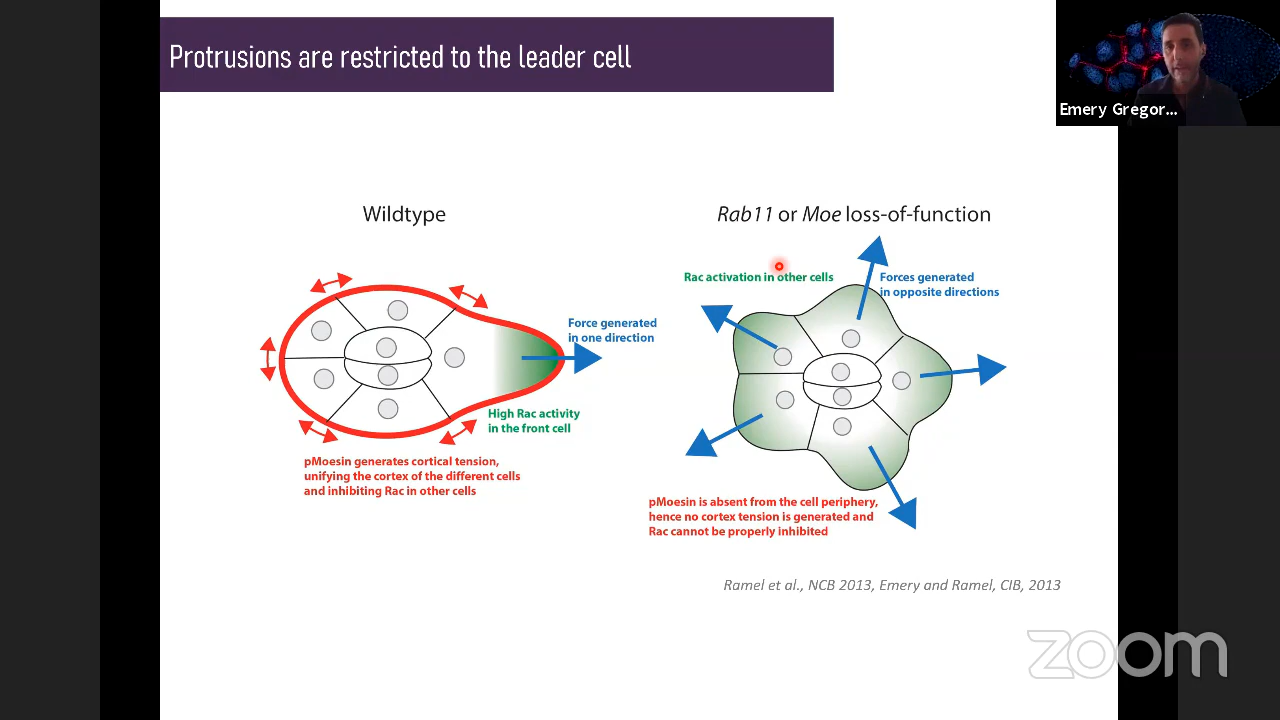 Protrusions are restricted to the leader cell
Emery Gregor...
Wildtype
Force generated
in one direction
High Rac activity
in the front cell
pMoesin generates cortical tension,
unifying the cortex of the different cells
and inhibiting Rac in other cells
Rab11 or Moe loss-of-function
Rac activation in other cells
Forces generated
in opposite directions
pMoesin is absent from the cell periphery,
hence no cortex tension is generated and
Rac cannot be properly inhibited
Ramel et al., NCB 2013, Emery and Ramel, CIB, 2013
zoom